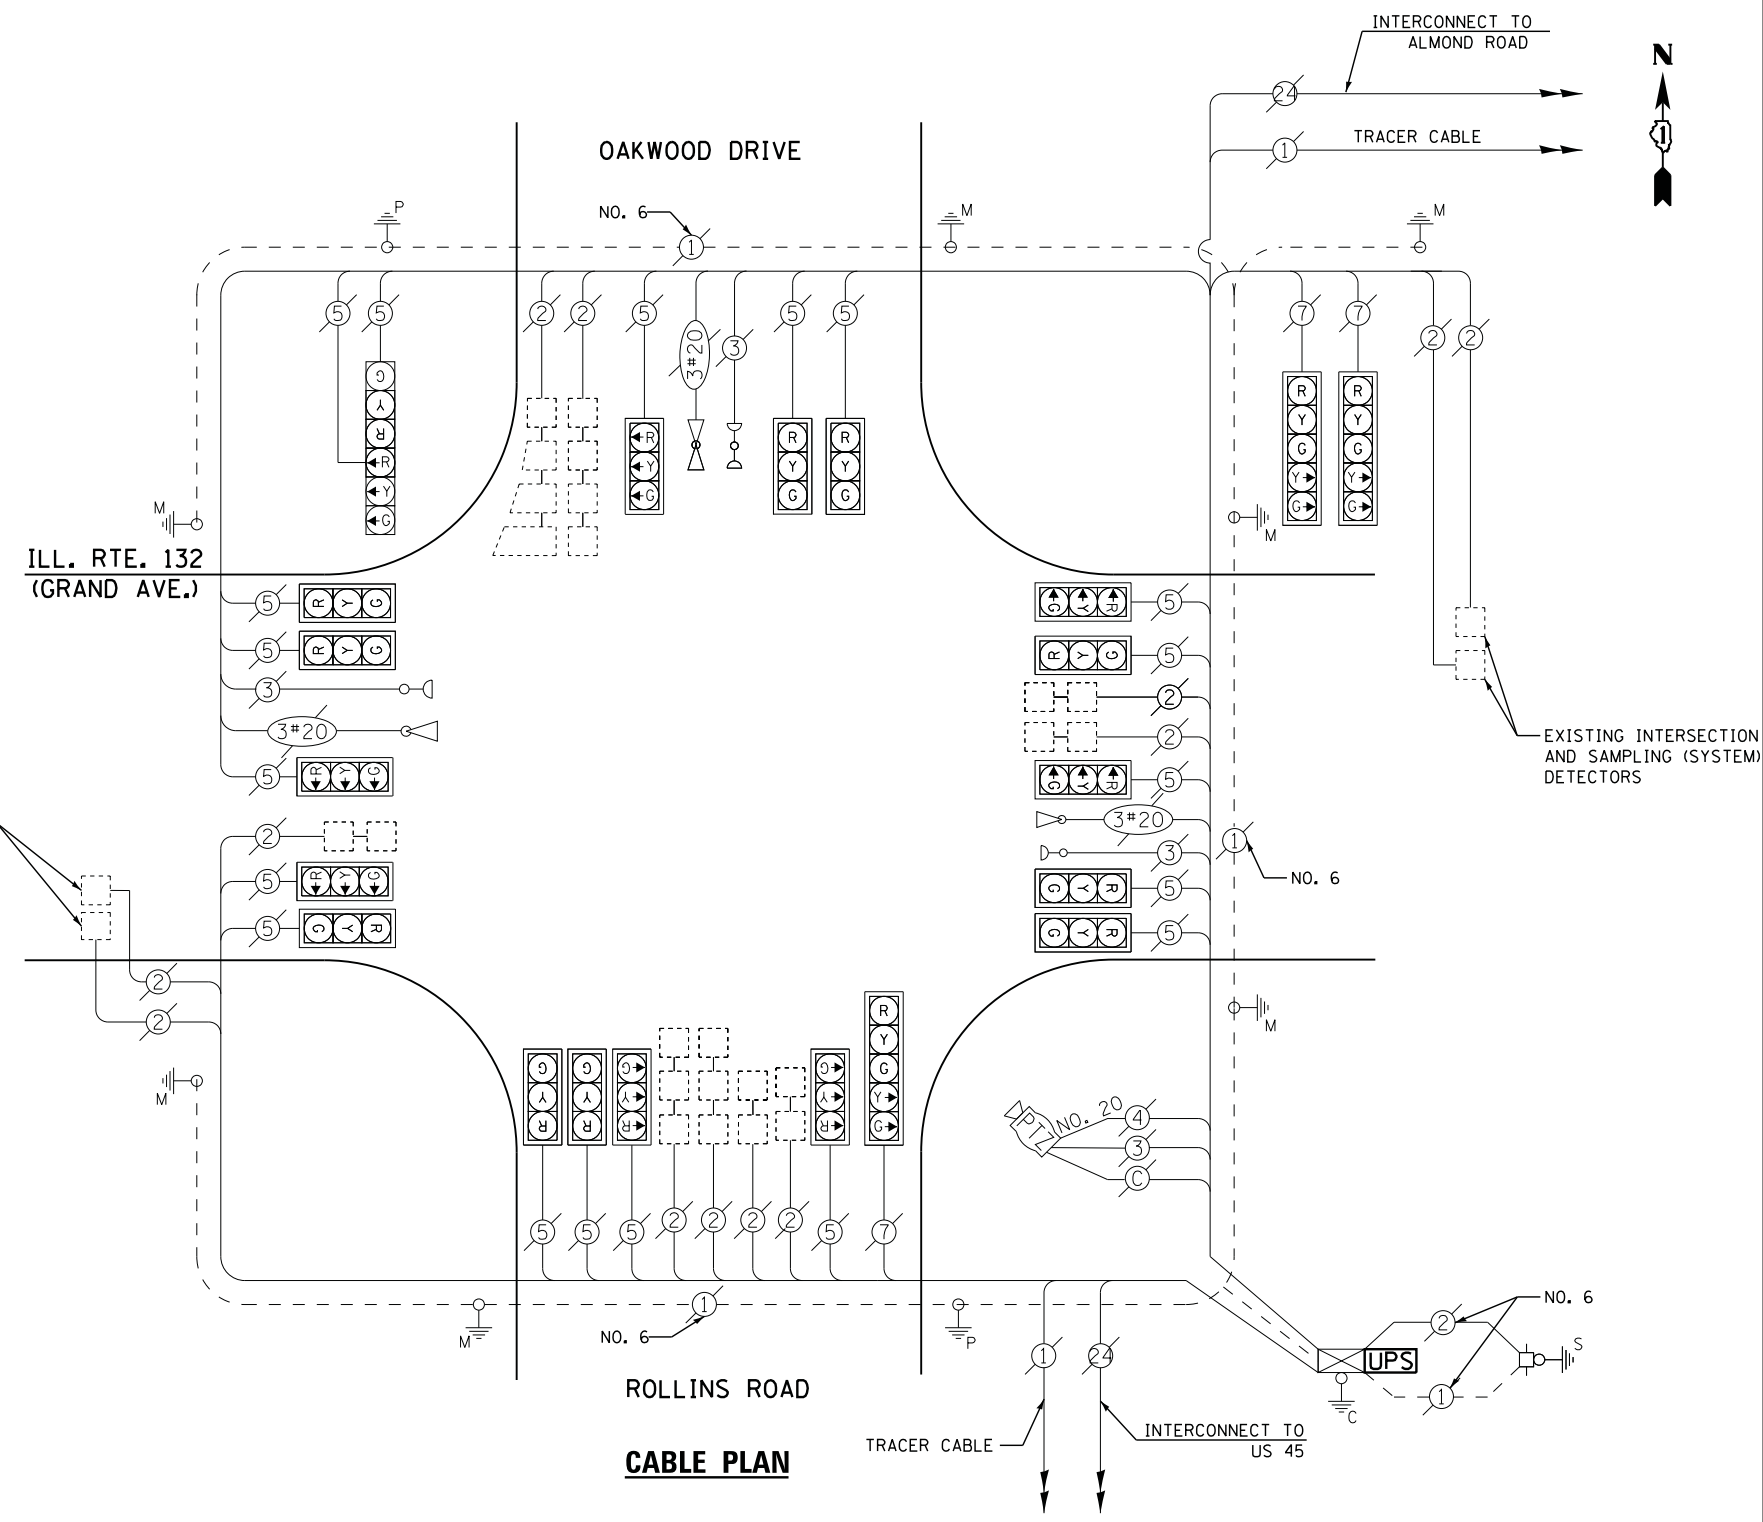 INTERCONNECT TO
ALMOND ROAD
N
24
1
TRACER CABLE
1
OAKWOOD DRIVE
P
NO. 6
1
M
M
5 5 2 2 5 3#20 3 5 5 7 7 2 2
G
Y
R
R
Y
G
R
Y
G
R
Y
G
R
Y
G
R
Y
G
Y
G
R
Y
G
Y
G
M
M
ILL. RTE. 132
(GRAND AVE.)
5 R Y G
5 R Y G
3
3#20
5 R Y G
2
5 R Y G
5 G Y R
2
2
M
G Y R 5
R Y G 5
2
2
G Y R 5
3#20
3
G Y R 5
G Y R 5
1
NO. 6
M
EXISTING INTERSECTION
AND SAMPLING (SYSTEM)
DETECTORS
G
Y
R
G
Y
R
G
Y
R
G
Y
R
R
Y
G
Y
G
5 5 5 2 2 2 2 5 7
PTZ
NO. 20
4
3
C
M
1
NO. 6
P
NO. 6
2
UPS
S
1
C
1
24
ROLLINS ROAD
TRACER CABLE
INTERCONNECT TO
US 45
CABLE PLAN